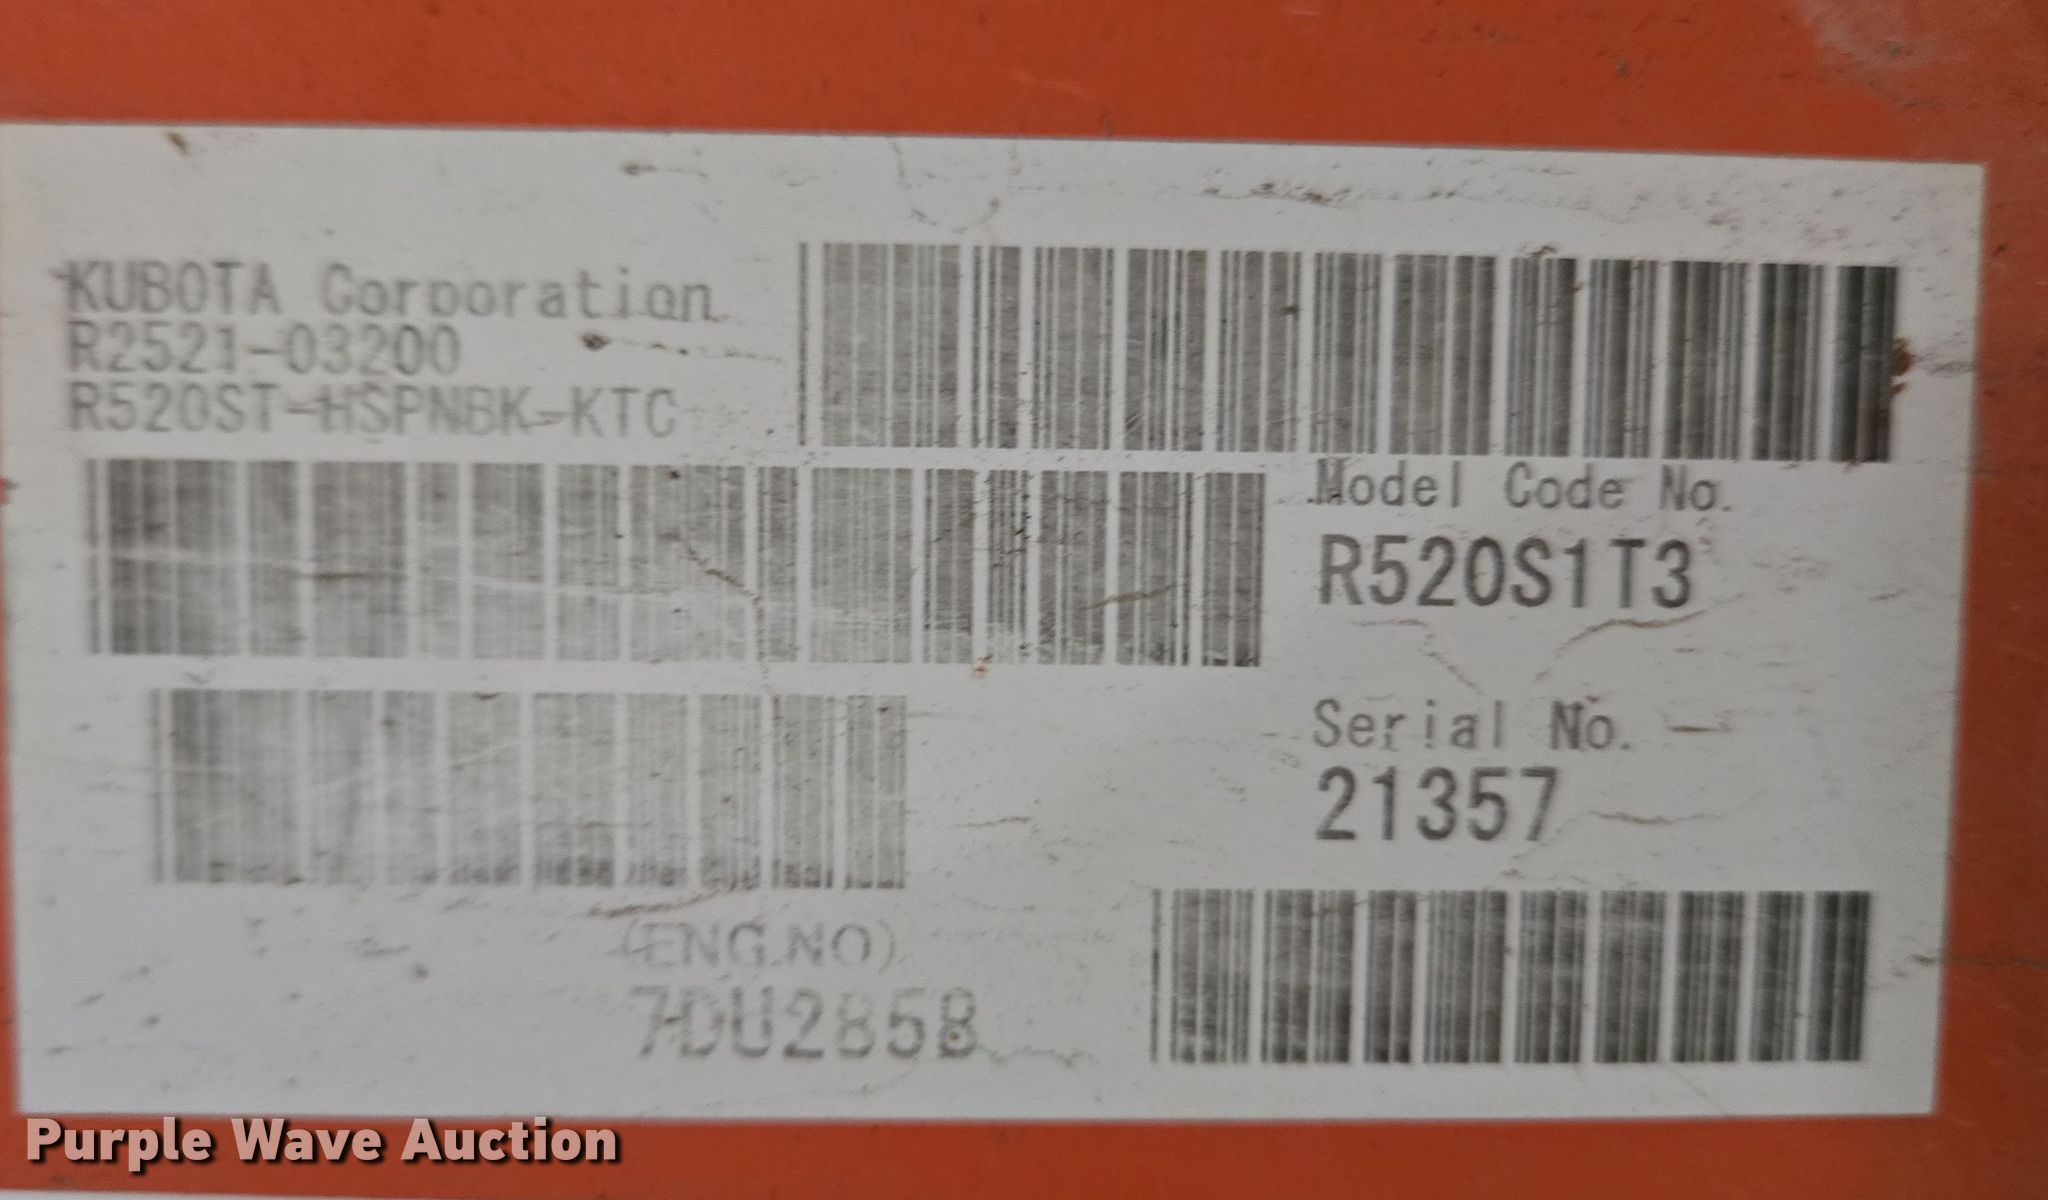 KUBOTA Corporation
R2521-03200
R520ST-HSPNBK-KTC
Model Code No.
R520S1T3
Serial No.
21357
(ENG.NO)
7DU2858
Purple Wave Auction